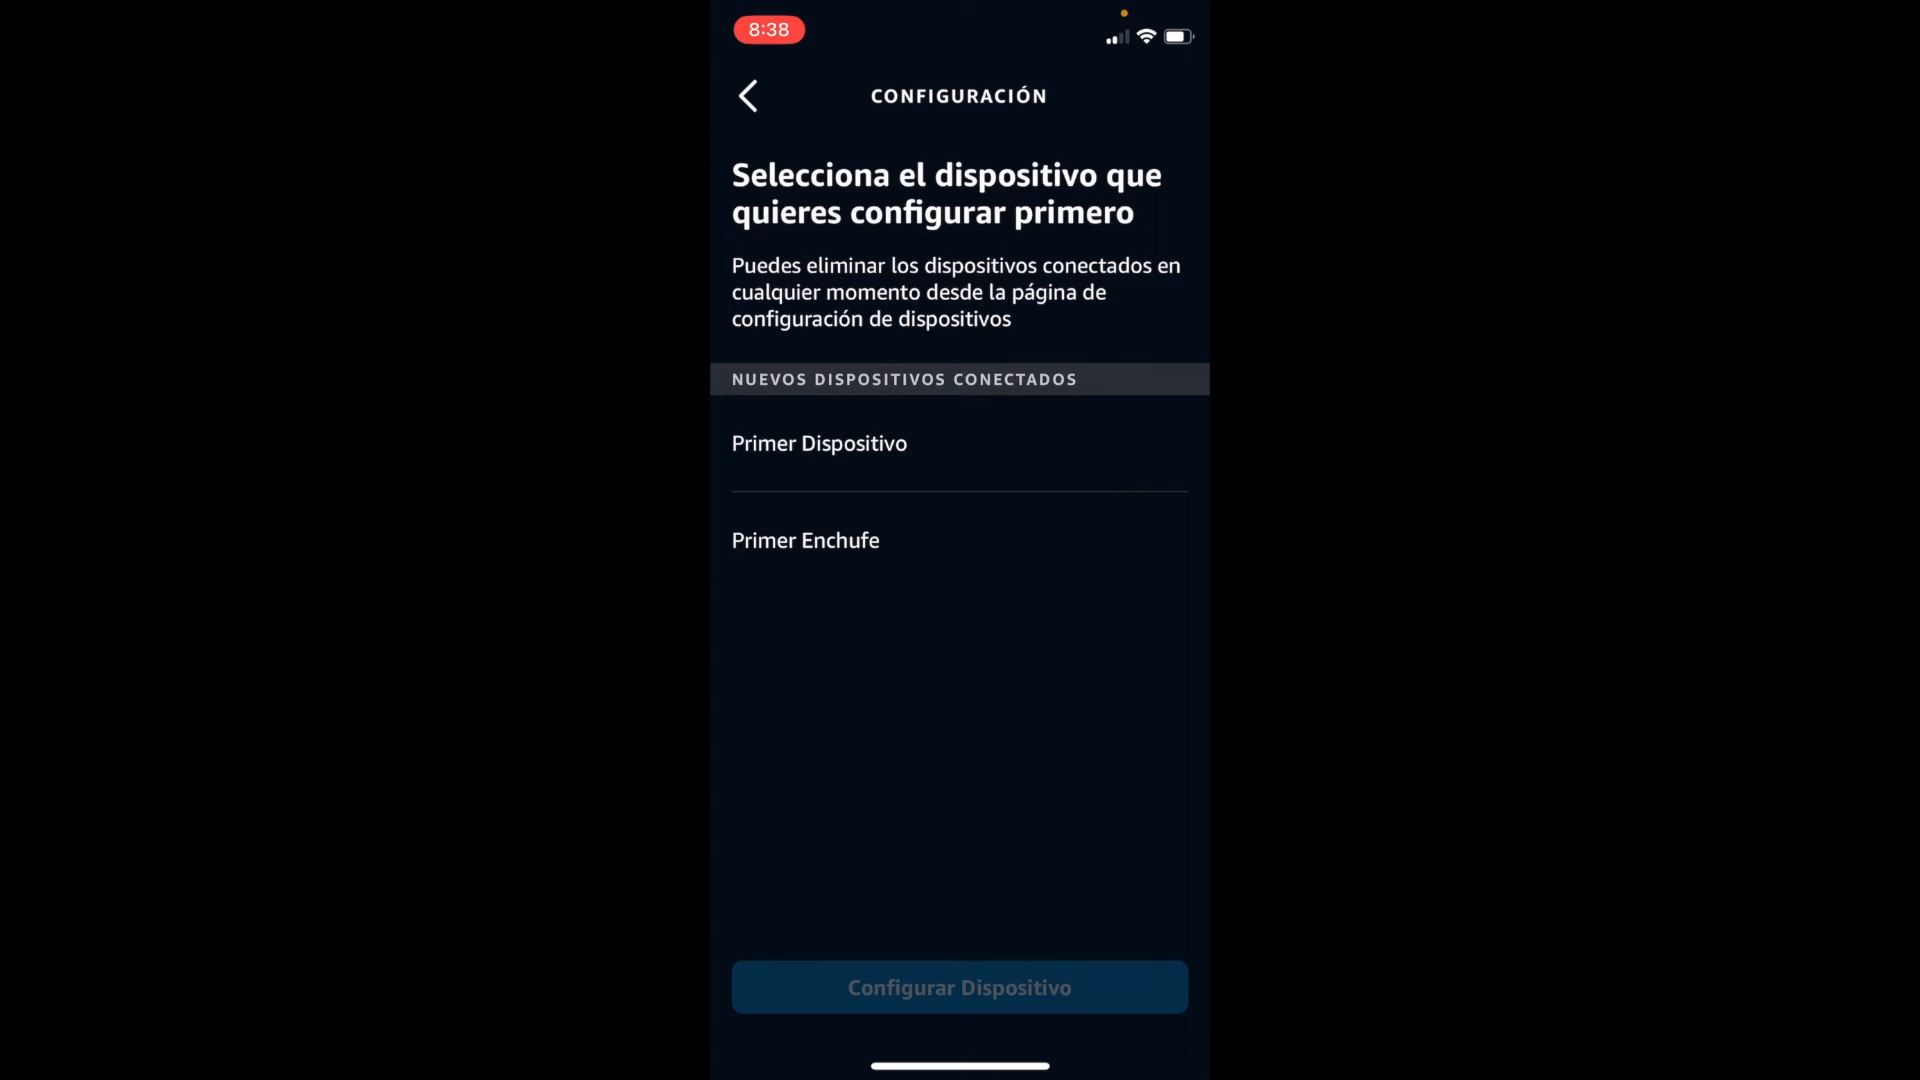 8:38
CONFIGURACIÓN
Selecciona el dispositivo que
quieres configurar primero
Puedes eliminar los dispositivos conectados en
cualquier momento desde la página de
configuración de dispositivos
NUEVOS DISPOSITIVOS CONECTADOS
Primer Dispositivo
Primer Enchufe
Configurar Dispositivo